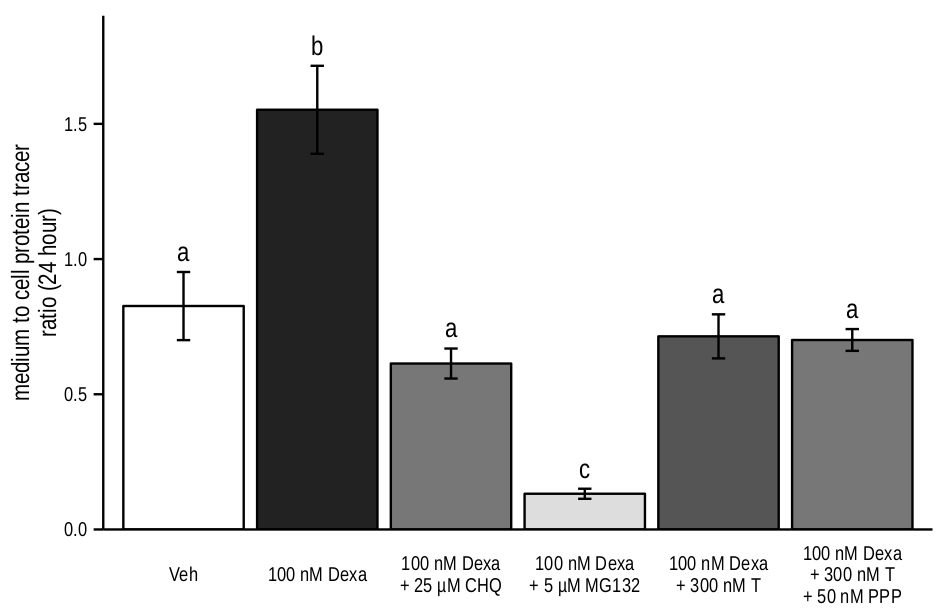 medium to cell protein tracer
ratio (24 hour)
1.5
1.0
0.5
0.0
a
b
a
c
a
a
Veh
100 nM Dexa
100 nM Dexa
+ 25 µM CHQ
100 nM Dexa
+ 5 µM MG132
100 nM Dexa
+ 300 nM T
100 nM Dexa
+ 300 nM T
+ 50 nM PPP